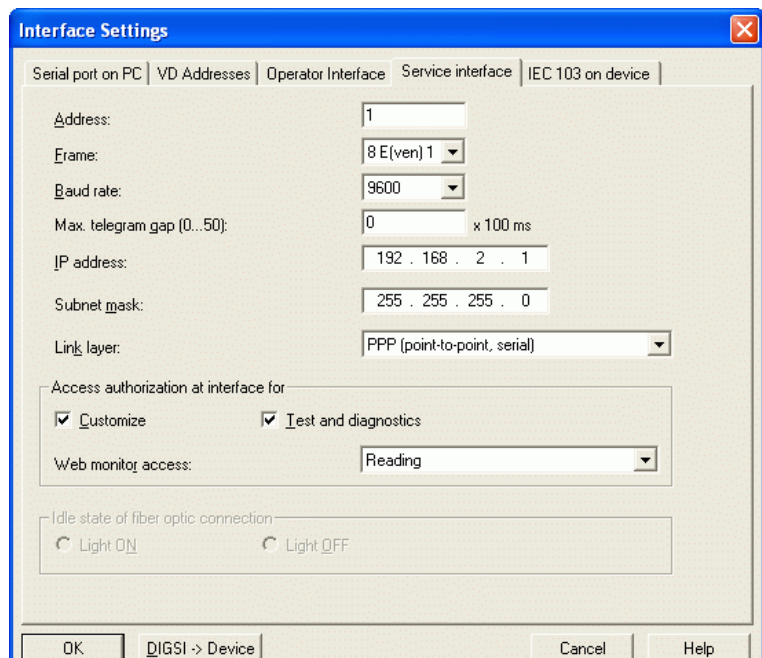 Interface Settings
Serial port on PC VD Addresses Operator Interface Service interface IEC 103 on device
Address: 1
Frame: 8 E(ven) 1
Baud rate: 9600
Max. telegram gap (0...50): 0 x 100 ms
IP address: 192 . 168 . 2 . 1
Subnet mask: 255 . 255 . 255 . 0
Link layer: PPP (point-to-point, serial)
Access authorization at interface for
Customize Test and diagnostics
Web monitor access: Reading
Idle state of fiber optic connection
Light ON Light OFF
OK DIGSI -> Device Cancel Help